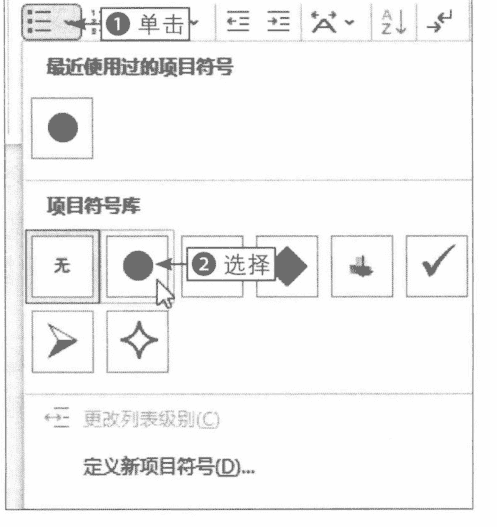 ❶ 单击
A
Z
最近使用过的项目符号
项目符号库
无
❷ 选择
更改列表级别(C)
定义新项目符号(D)...